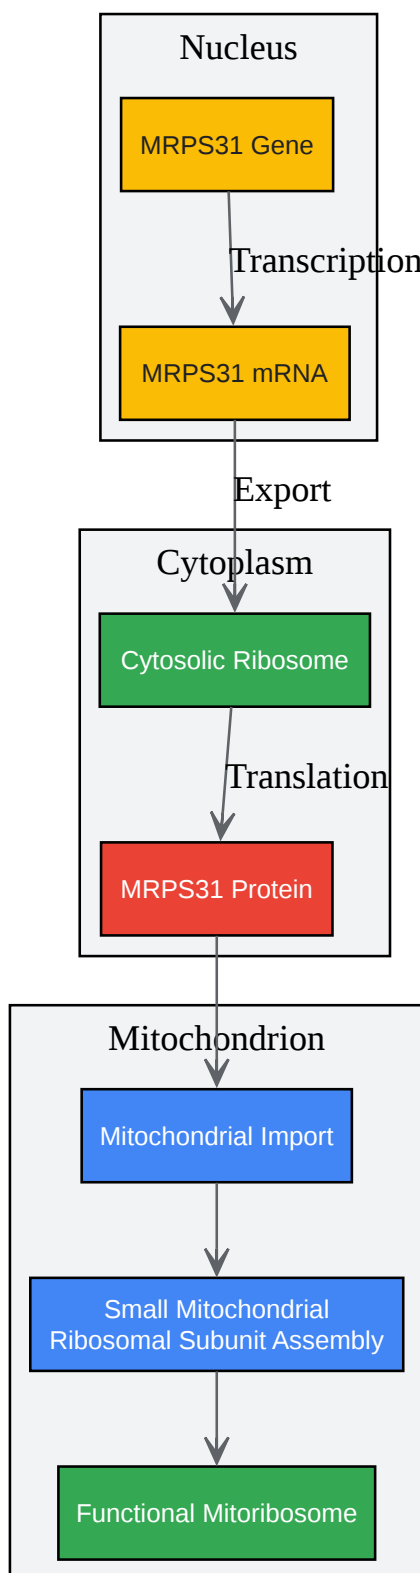 Nucleus
MRPS31 Gene
Transcription
MRPS31 mRNA
Export
Cytoplasm
Cytosolic Ribosome
Translation
MRPS31 Protein
Mitochondrion
Mitochondrial Import
Small Mitochondrial
Ribosomal Subunit Assembly
Functional Mitoribosome